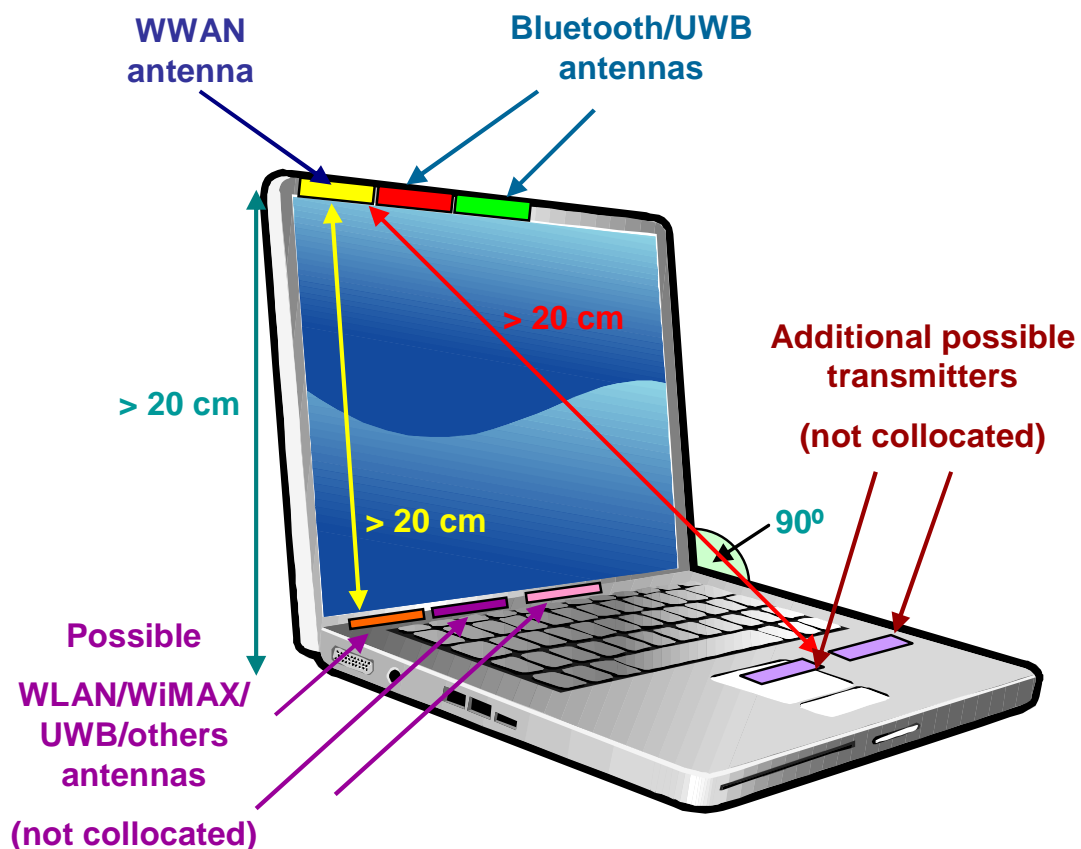 WWAN
antenna
Bluetooth/UWB
antennas
> 20 cm
Additional possible
transmitters
(not collocated)
> 20 cm
> 20 cm
90º
Possible
WLAN/WiMAX/
UWB/others
antennas
(not collocated)